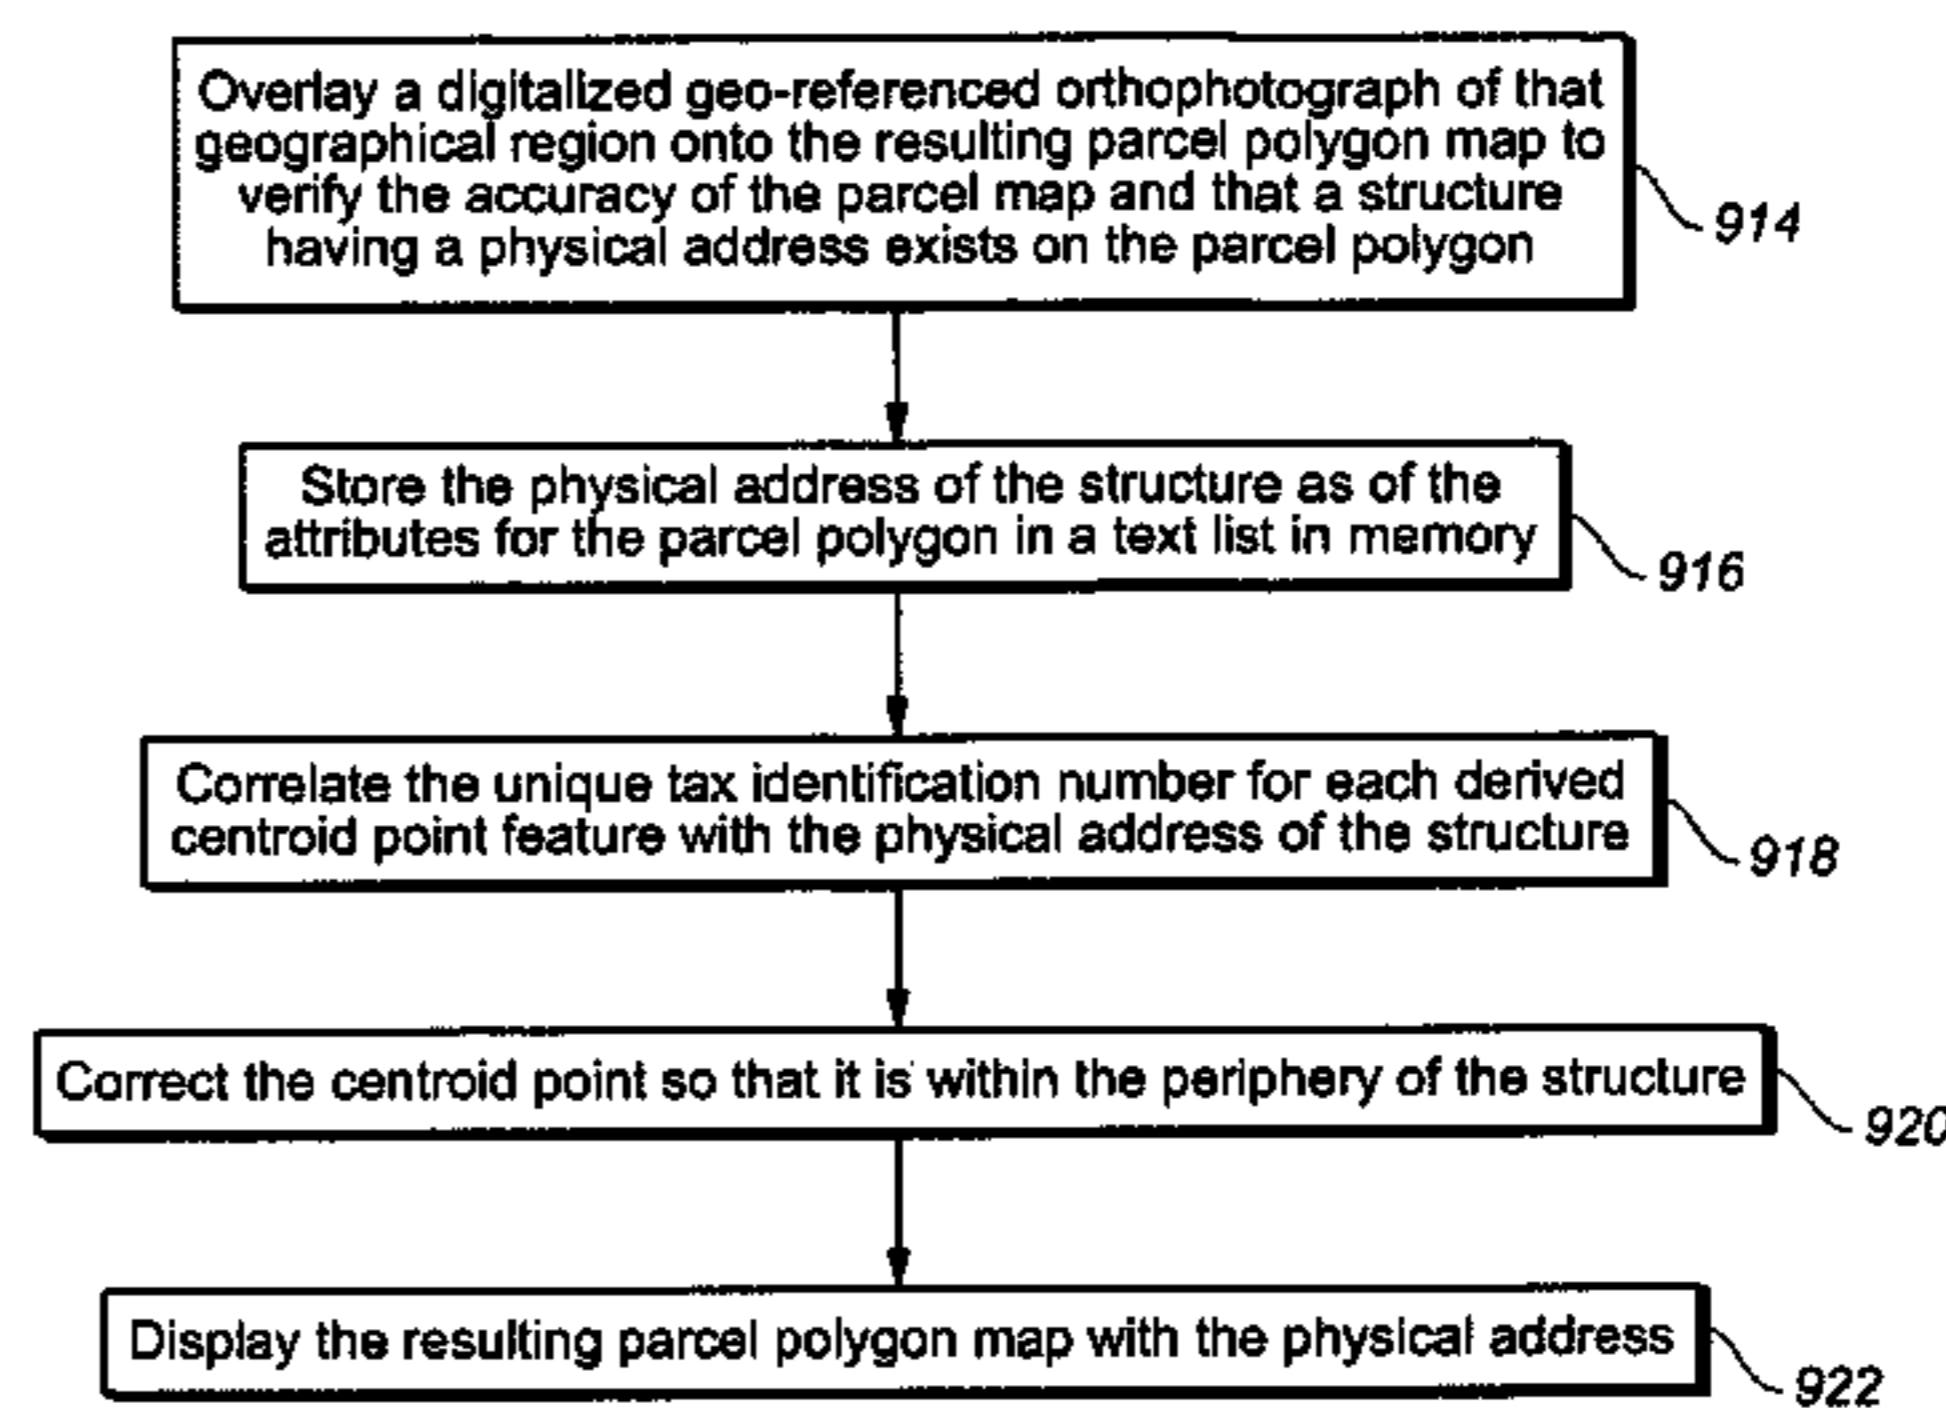 Overlay a digitalized geo-referenced orthophotograph of that
geographical region onto the resulting parcel polygon map to
verify the accuracy of the parcel map and that a structure
having a physical address exists on the parcel polygon
914
Store the physical address of the structure as of the
attributes for the parcel polygon in a text list in memory
916
Correlate the unique tax identification number for each derived
centroid point feature with the physical address of the structure
918
Correct the centroid point so that it is within the periphery of the structure
920
Display the resulting parcel polygon map with the physical address
922